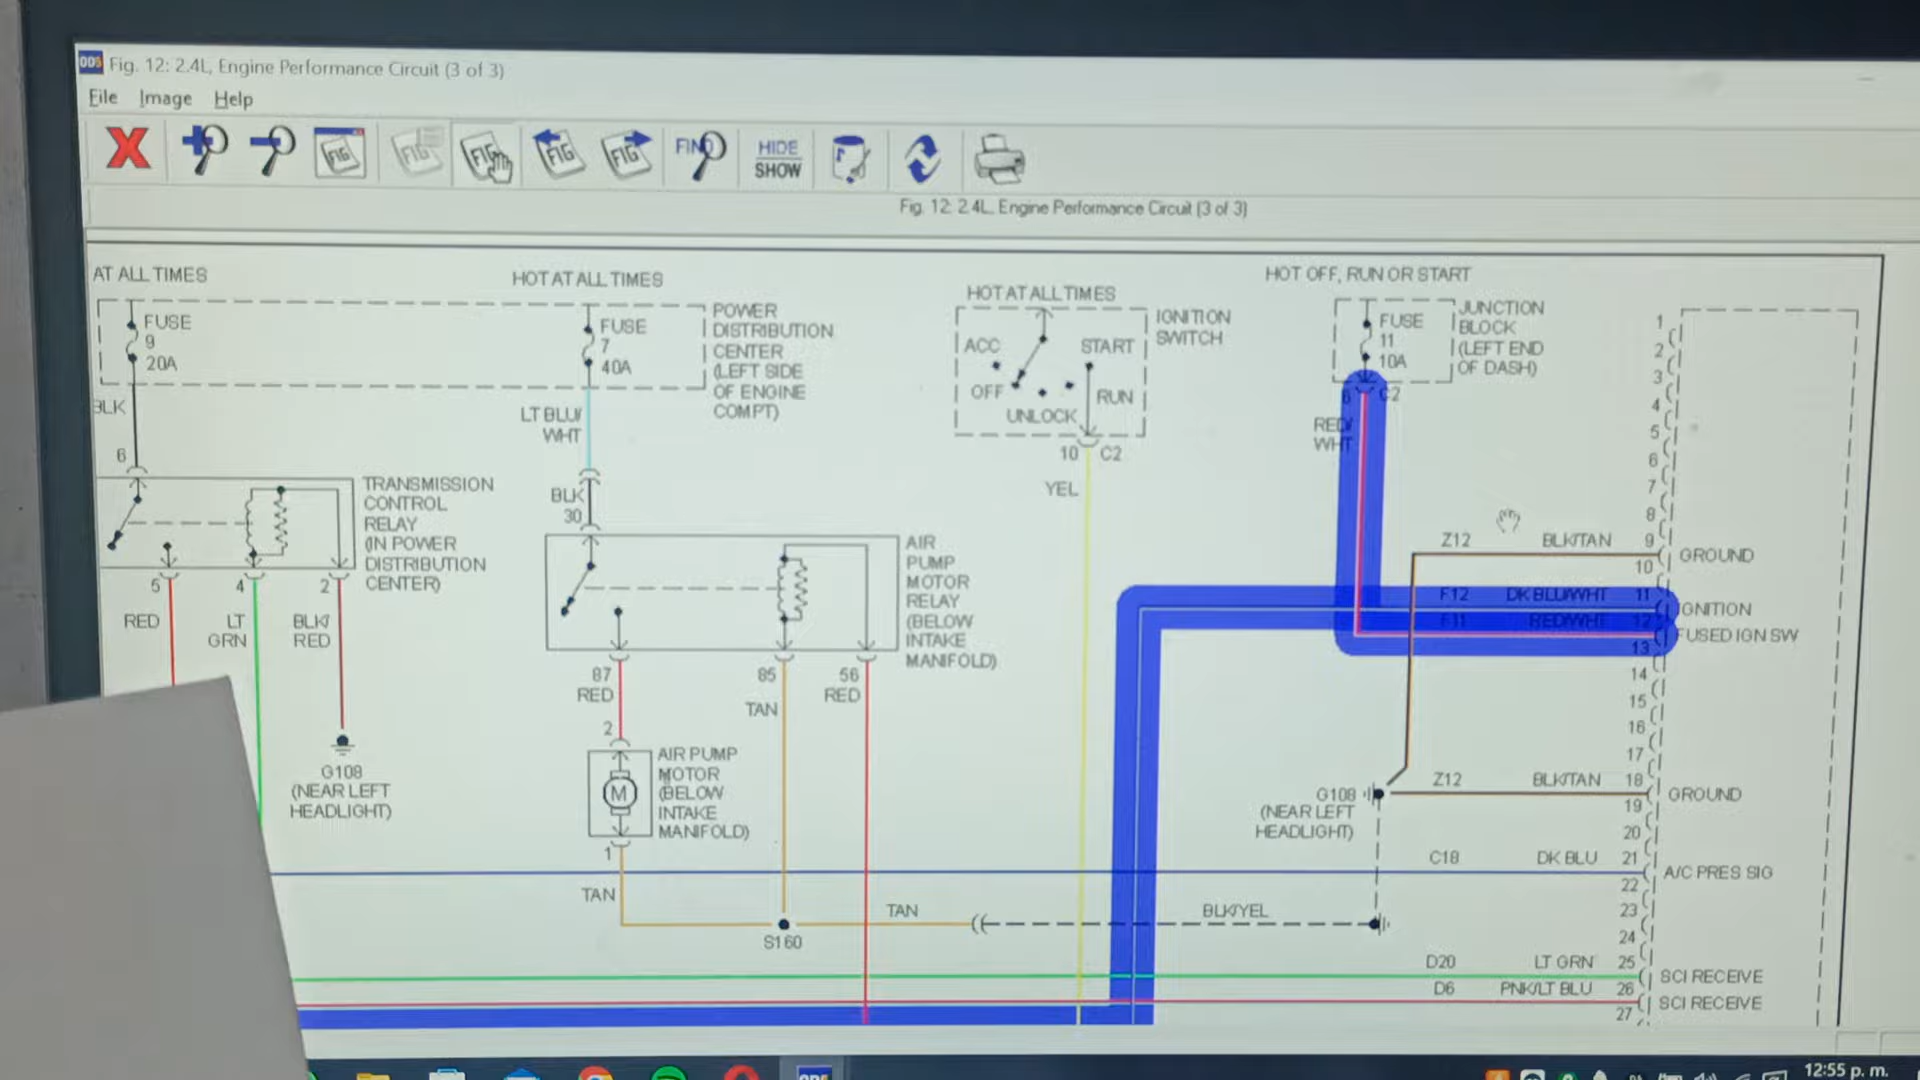 Fig. 12: 2.4L, Engine Performance Circuit (3 of 3)
File Image Help
FIG
FIG
FIG
FIG
FIG
FIND
HIDE
SHOW
Fig. 12: 2.4L, Engine Performance Circuit (3 of 3)
AT ALL TIMES
FUSE
9
20A
BLK
6
TRANSMISSION
CONTROL
RELAY
(IN POWER
DISTRIBUTION
CENTER)
5
4
2
RED
LT
GRN
BLK/
RED
G108
(NEAR LEFT
HEADLIGHT)
HOT AT ALL TIMES
FUSE
7
40A
POWER
DISTRIBUTION
CENTER
(LEFT SIDE
OF ENGINE
COMPT)
LT BLU/
WHT
BLK
30
AIR
PUMP
MOTOR
RELAY
(BELOW
INTAKE
MANIFOLD)
87
RED
85
TAN
56
RED
2
M
AIR PUMP
MOTOR
(BELOW
INTAKE
MANIFOLD)
1
TAN
S160
TAN
BLK/YEL
HOT AT ALL TIMES
ACC
START
OFF
RUN
UNLOCK
IGNITION
SWITCH
10 C2
YEL
HOT OFF, RUN OR START
FUSE
11
10A
JUNCTION
BLOCK
(LEFT END
OF DASH)
6 C2
RED/
WHT
1
2
3
4
5
6
7
8
Z12 BLK/TAN 9
10 GROUND
F12 DK BLU/WHT 11
IGNITION
F11 RED/WHT 12
FUSED IGN SW
13
14
15
16
17
Z12 BLK/TAN 18
G108
(NEAR LEFT
HEADLIGHT)
GROUND
19
20
C18 DK BLU 21
A/C PRES SIG
22
23
24
D20 LT GRN 25
SCI RECEIVE
D6 PNK/LT BLU 26
SCI RECEIVE
27
12:55 p. m.